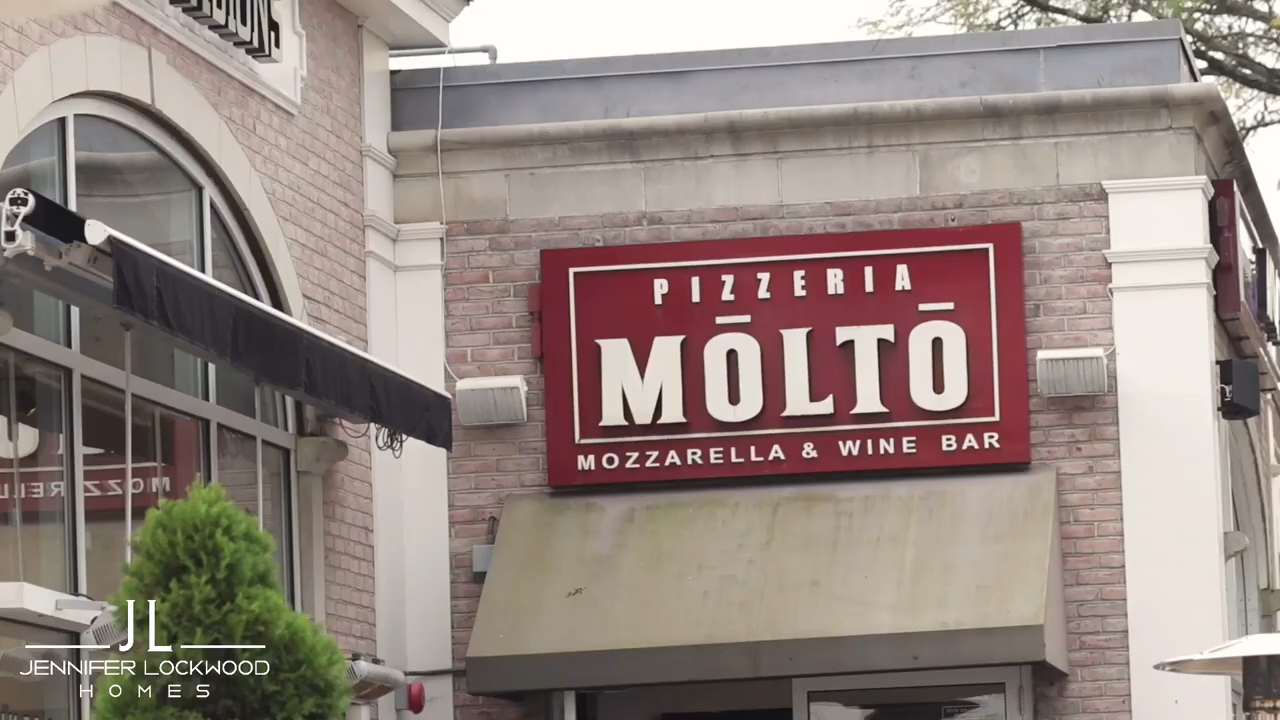 PIZZERIA
MŌLTŌ
MOZZARELLA & WINE BAR
JL
JENNIFER LOCKWOOD
HOMES